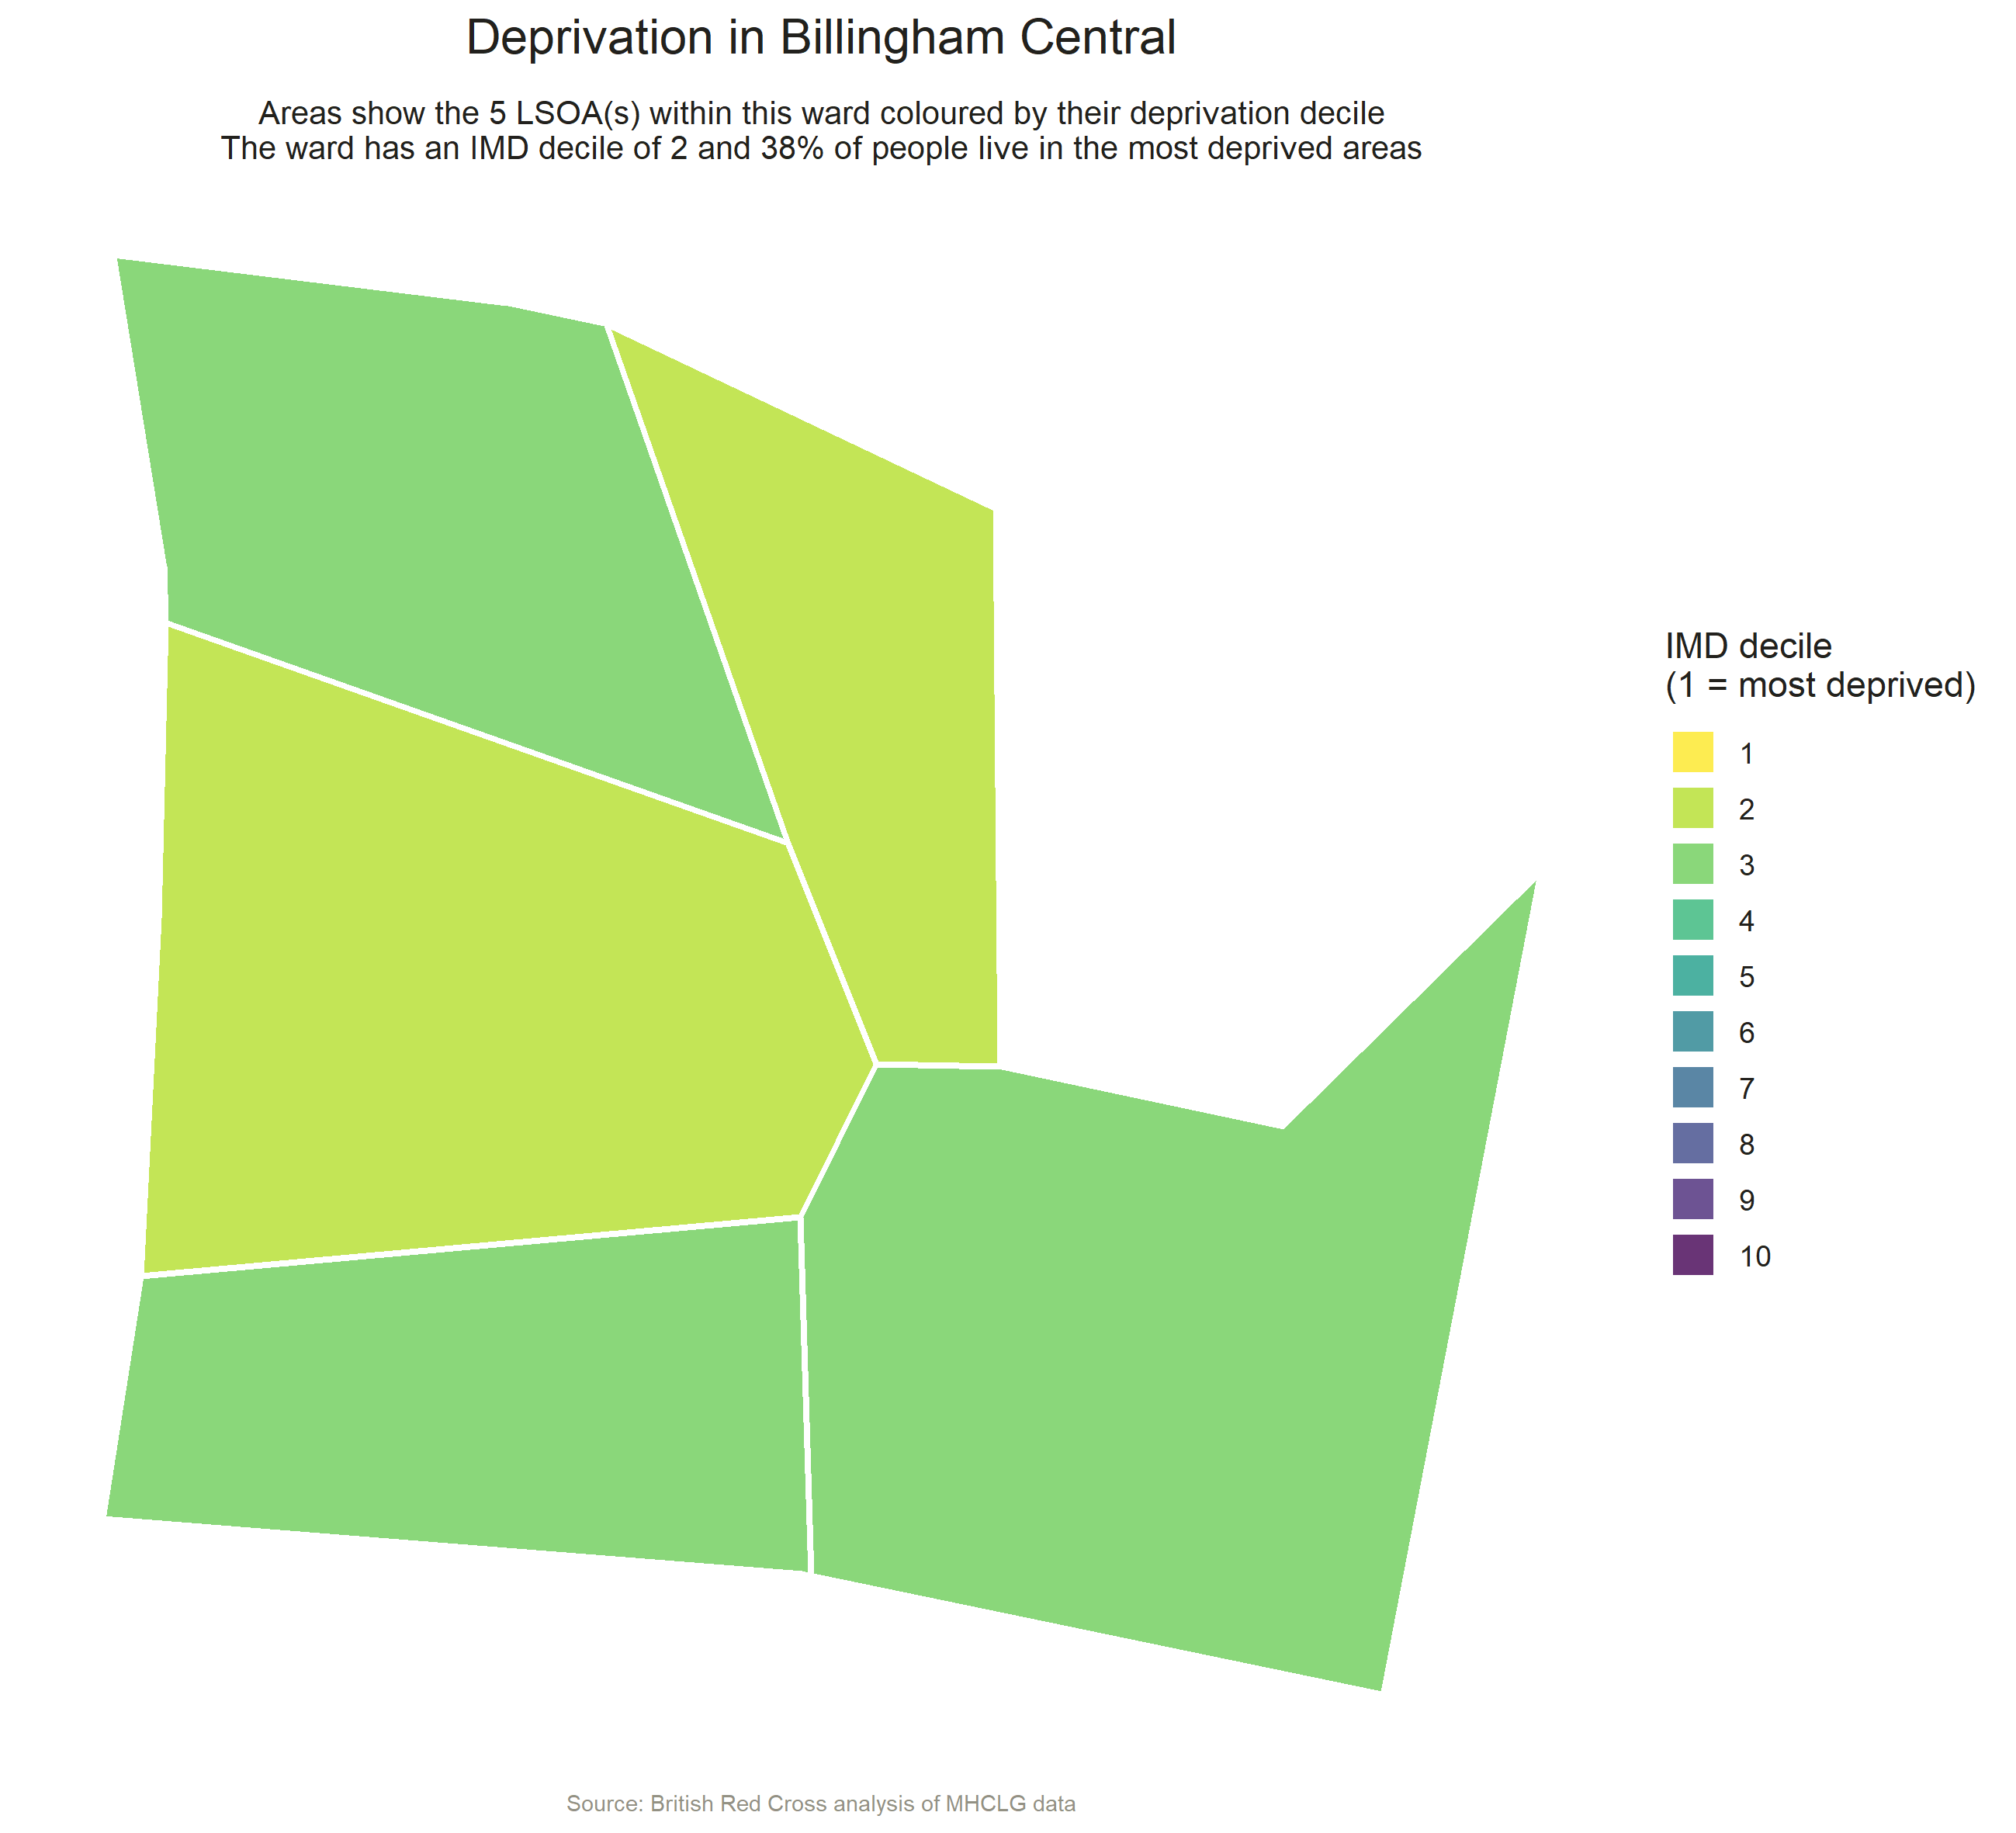 Deprivation in Billingham Central
Areas show the 5 LSOA(s) within this ward coloured by their deprivation decile
The ward has an IMD decile of 2 and 38% of people live in the most deprived areas
IMD decile
(1 = most deprived)
1
2
3
4
5
6
7
8
9
10
Source: British Red Cross analysis of MHCLG data